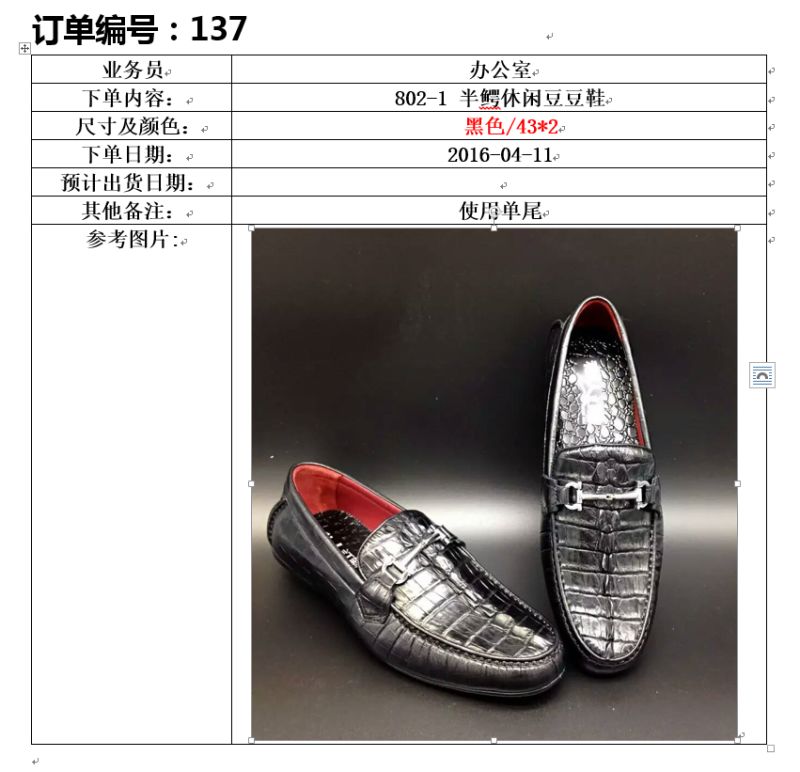 订单编号：137
业务员 办公室
下单内容： 802-1 半鳄休闲豆豆鞋
尺寸及颜色： 黑色/43*2
下单日期： 2016-04-11
预计出货日期：
其他备注： 使用单尾
参考图片: